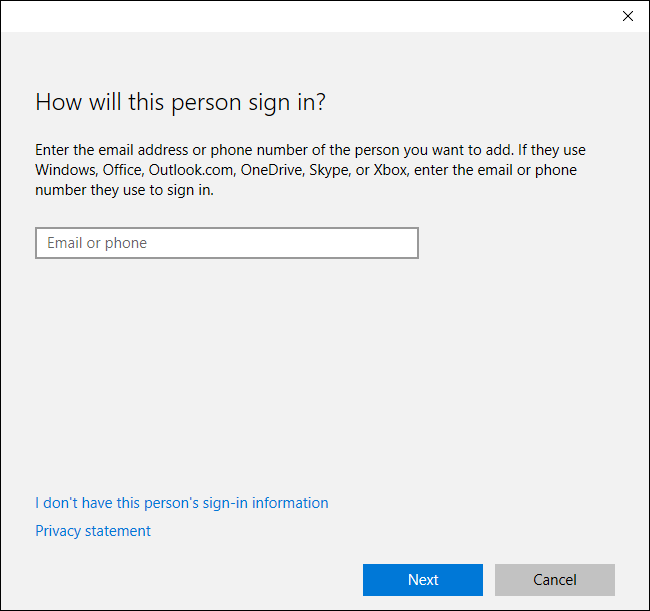 How will this person sign in?
Enter the email address or phone number of the person you want to add. If they use
Windows, Office, Outlook.com, OneDrive, Skype, or Xbox, enter the email or phone
number they use to sign in.
Email or phone
I don't have this person's sign-in information
Privacy statement
Next
Cancel